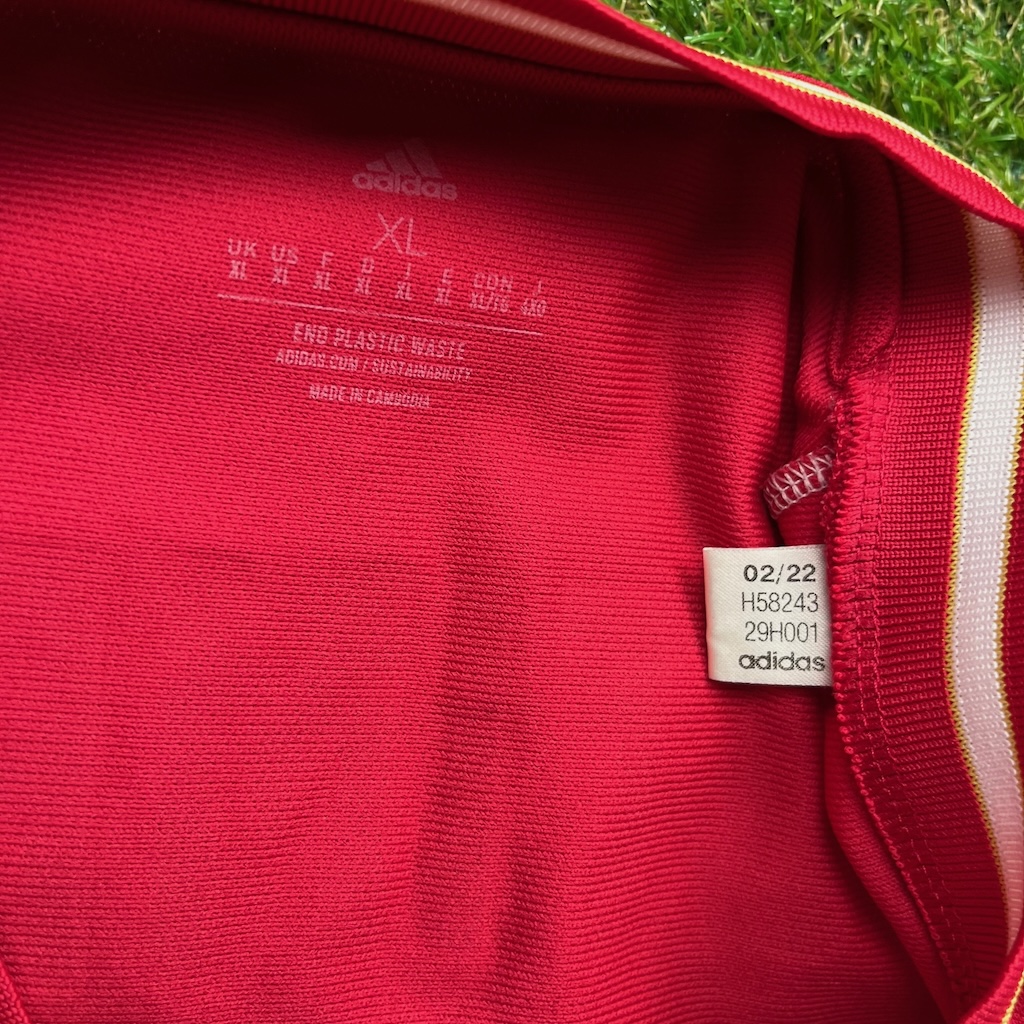 adidas
XL
UK US F D I E CDN J
XL XL XL XL XL XL XL/TG 4XO
END PLASTIC WASTE
ADIDAS.COM / SUSTAINABILITY
MADE IN CAMBODIA
02/22
H58243
29H001
adidas